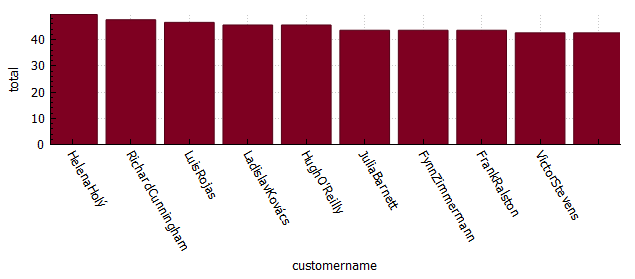 total
40
30
20
10
0
HelenaHolý
RichardCunningham
LuisRojas
LadislavKovács
HughO'Reilly
JuliaBarnett
FynnZimmermann
FrankRalston
VictorStevens
customername